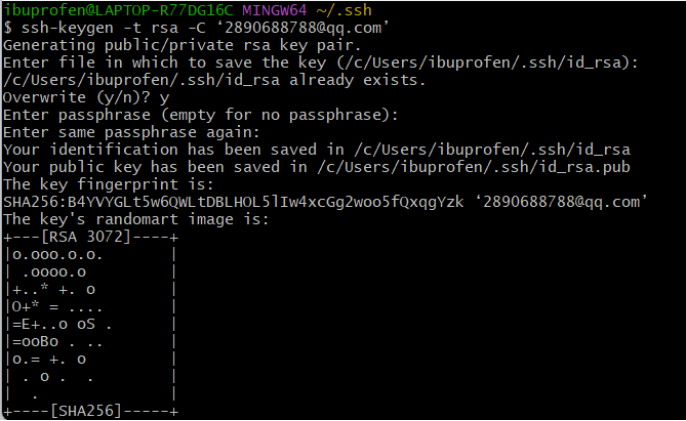 ibuprofen@LAPTOP-R77DG16C MINGW64 ~/.ssh
$ ssh-keygen -t rsa -C ‘2890688788@qq.com’
Generating public/private rsa key pair.
Enter file in which to save the key (/c/Users/ibuprofen/.ssh/id_rsa):
/c/Users/ibuprofen/.ssh/id_rsa already exists.
Overwrite (y/n)? y
Enter passphrase (empty for no passphrase):
Enter same passphrase again:
Your identification has been saved in /c/Users/ibuprofen/.ssh/id_rsa
Your public key has been saved in /c/Users/ibuprofen/.ssh/id_rsa.pub
The key fingerprint is:
SHA256:B4YVYGLt5w6QWLtDBLHOL5lIw4xcGg2woo5fQxqgYzk ‘2890688788@qq.com’
The key's randomart image is:
+---[RSA 3072]----+
|o.ooo.o.o.       |
| .oooo.o         |
|+..* +. o        |
|O+* = ....       |
|=E+..o oS .      |
|=ooBo . ..       |
|o.= +. o         |
| . o .  .        |
|  .              |
+----[SHA256]-----+